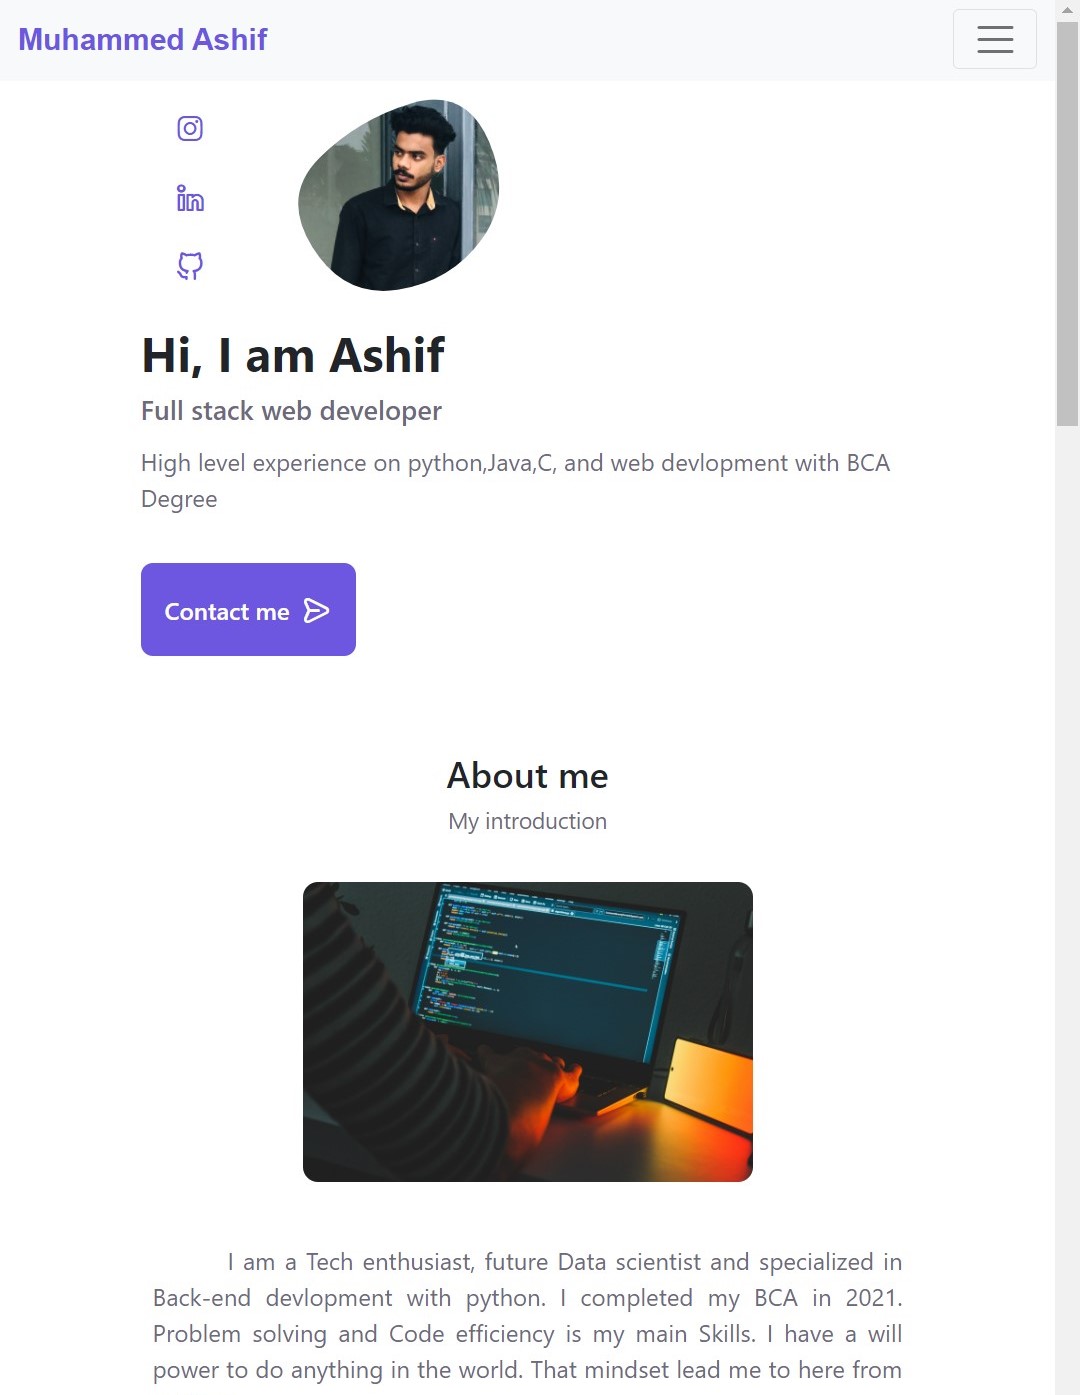 Muhammed Ashif
Hi, I am Ashif
Full stack web developer
High level experience on python,Java,C, and web devlopment with BCA
Degree
Contact me
About me
My introduction
I am a Tech enthusiast, future Data scientist and specialized in
Back-end devlopment with python. I completed my BCA in 2021.
Problem solving and Code efficiency is my main Skills. I have a will
power to do anything in the world. That mindset lead me to here from